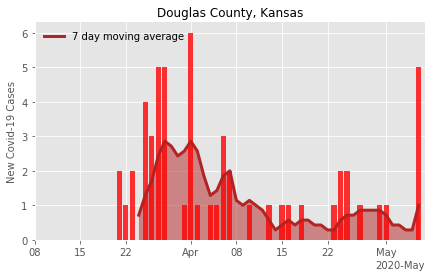 Douglas County, Kansas
7 day moving average
New Covid-19 Cases
6
5
4
3
2
1
0
08 15 22 Apr 08 15 22 May
2020-May